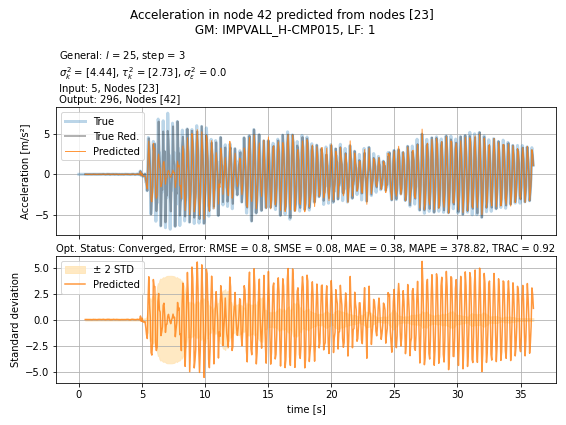 Acceleration in node 42 predicted from nodes [23]
GM: IMPVALL_H-CMP015, LF: 1
General: l = 25, step = 3
σ²ₖ = [4.44], τ²ₖ = [2.73], σ²ε = 0.0
Input: 5, Nodes [23]
Output: 296, Nodes [42]
True
True Red.
Predicted
Acceleration [m/s²]
5
0
−5
Opt. Status: Converged, Error: RMSE = 0.8, SMSE = 0.08, MAE = 0.38, MAPE = 378.82, TRAC = 0.92
± 2 STD
Predicted
Standard deviation
5.0
2.5
0.0
−2.5
−5.0
0 5 10 15 20 25 30 35
time [s]